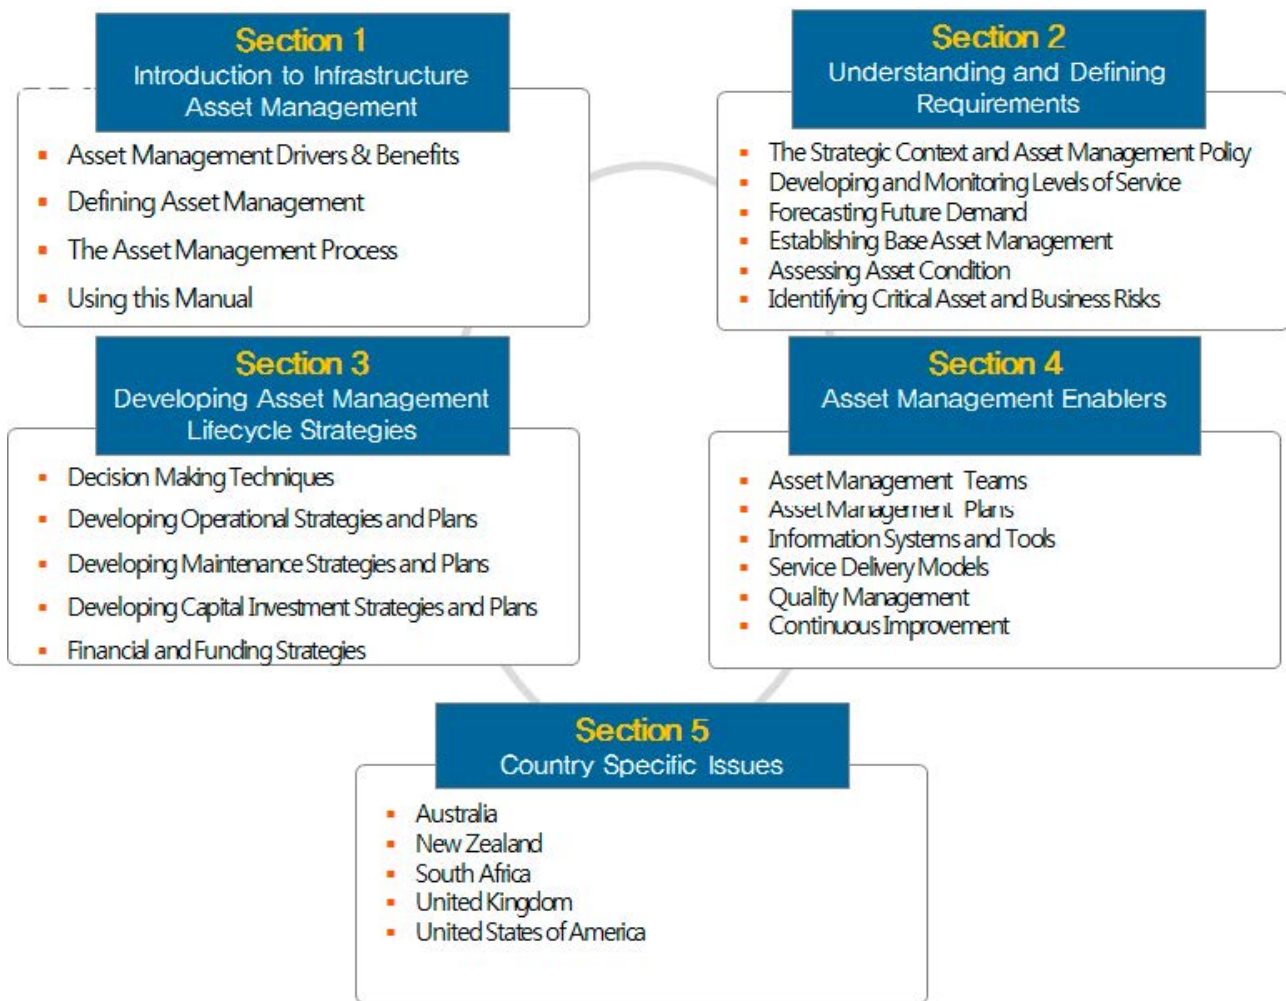 Section 1
Introduction to Infrastructure
Asset Management
▪ Asset Management Drivers & Benefits
▪ Defining Asset Management
▪ The Asset Management Process
▪ Using this Manual
Section 2
Understanding and Defining
Requirements
▪ The Strategic Context and Asset Management Policy
▪ Developing and Monitoring Levels of Service
▪ Forecasting Future Demand
▪ Establishing Base Asset Management
▪ Assessing Asset Condition
▪ Identifying Critical Asset and Business Risks
Section 3
Developing Asset Management
Lifecycle Strategies
▪ Decision Making Techniques
▪ Developing Operational Strategies and Plans
▪ Developing Maintenance Strategies and Plans
▪ Developing Capital Investment Strategies and Plans
▪ Financial and Funding Strategies
Section 4
Asset Management Enablers
▪ Asset Management Teams
▪ Asset Management Plans
▪ Information Systems and Tools
▪ Service Delivery Models
▪ Quality Management
▪ Continuous Improvement
Section 5
Country Specific Issues
▪ Australia
▪ New Zealand
▪ South Africa
▪ United Kingdom
▪ United States of America